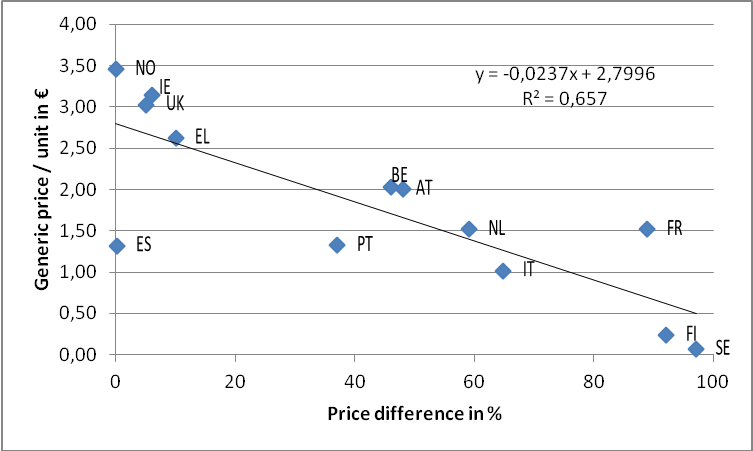 4,00
3,50
3,00
2,50
2,00
1,50
1,00
0,50
0,00
Generic price / unit in €
y = -0,0237x + 2,7996
R² = 0,657
NO
IE
UK
EL
BE
AT
ES
PT
NL
FR
IT
FI
SE
0 20 40 60 80 100
Price difference in %